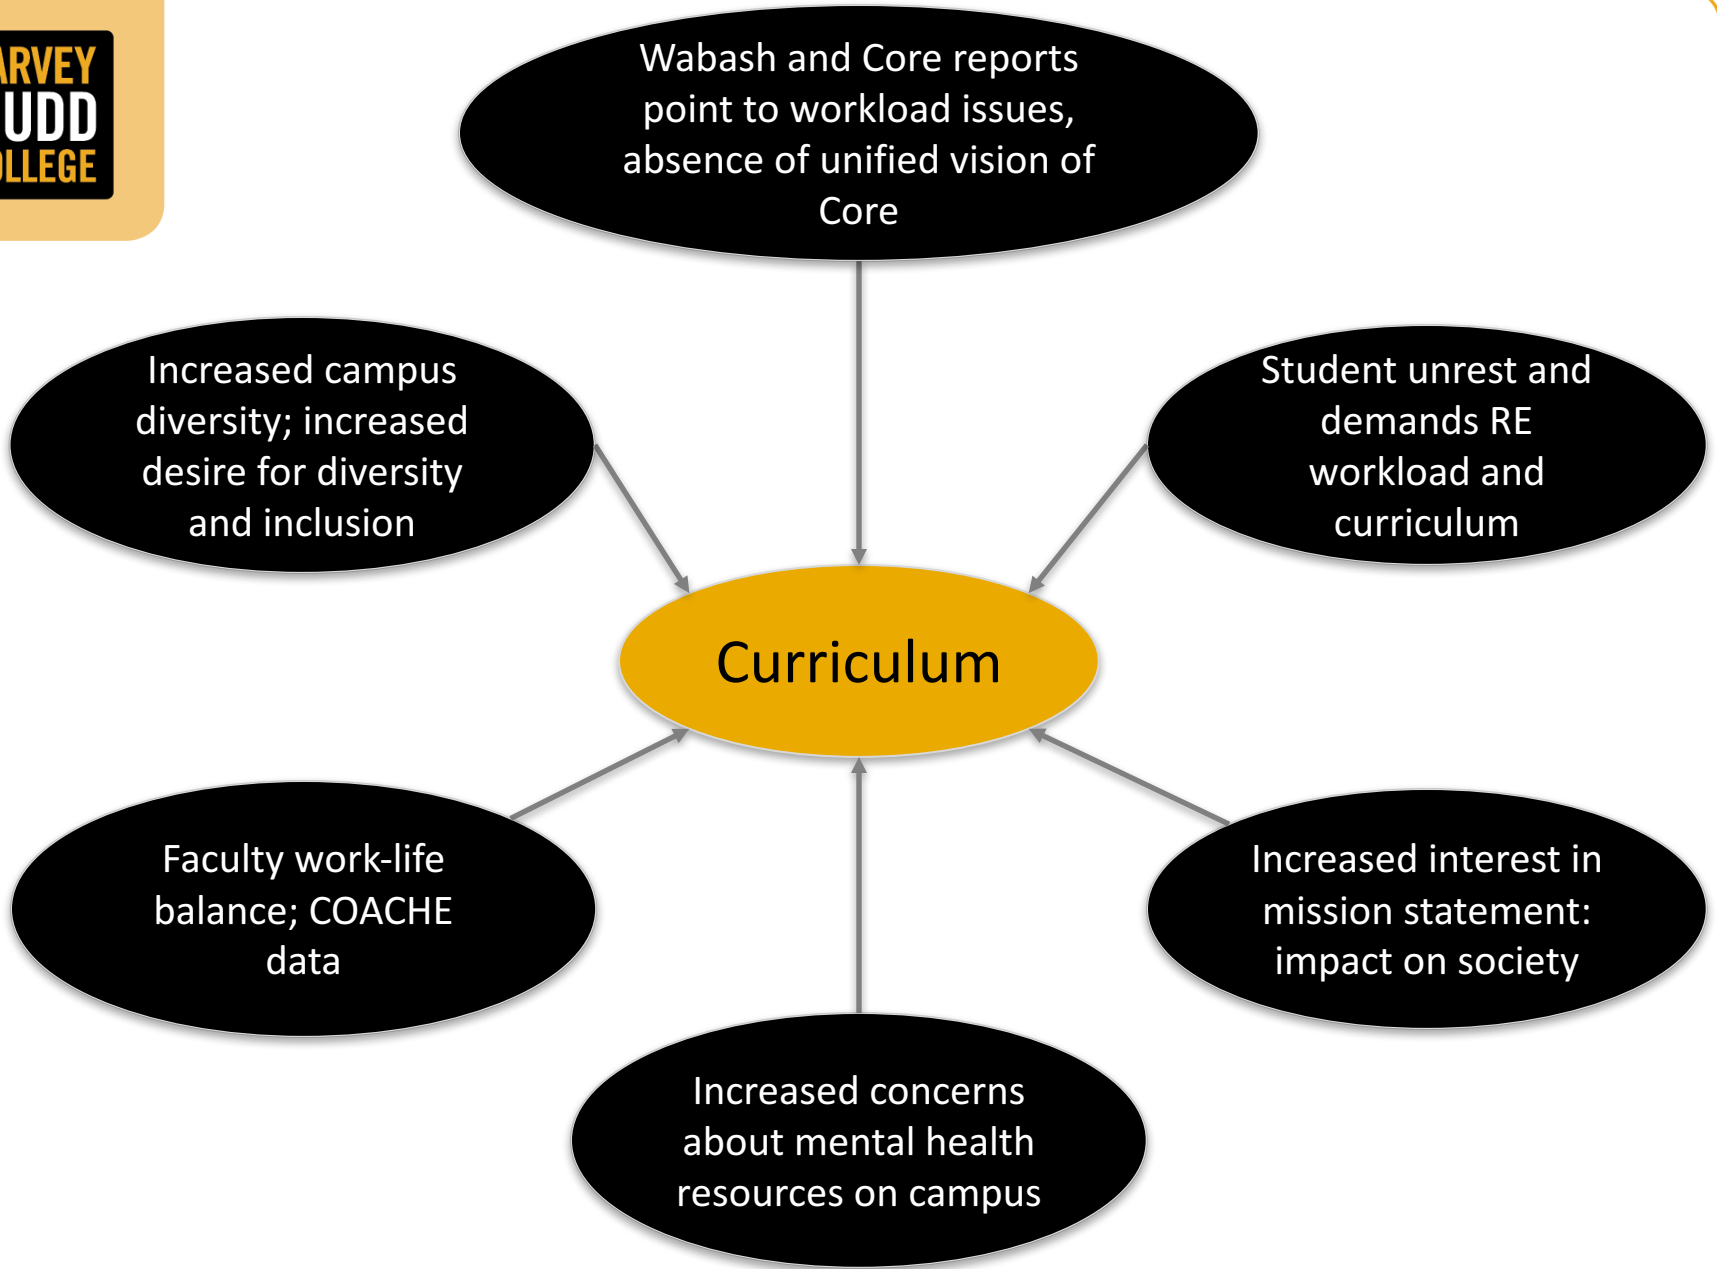 ARVEY
UDD
OLLEGE
Wabash and Core reports
point to workload issues,
absence of unified vision of
Core
Increased campus
diversity; increased
desire for diversity
and inclusion
Student unrest and
demands RE
workload and
curriculum
Curriculum
Faculty work-life
balance; COACHE
data
Increased interest in
mission statement:
impact on society
Increased concerns
about mental health
resources on campus